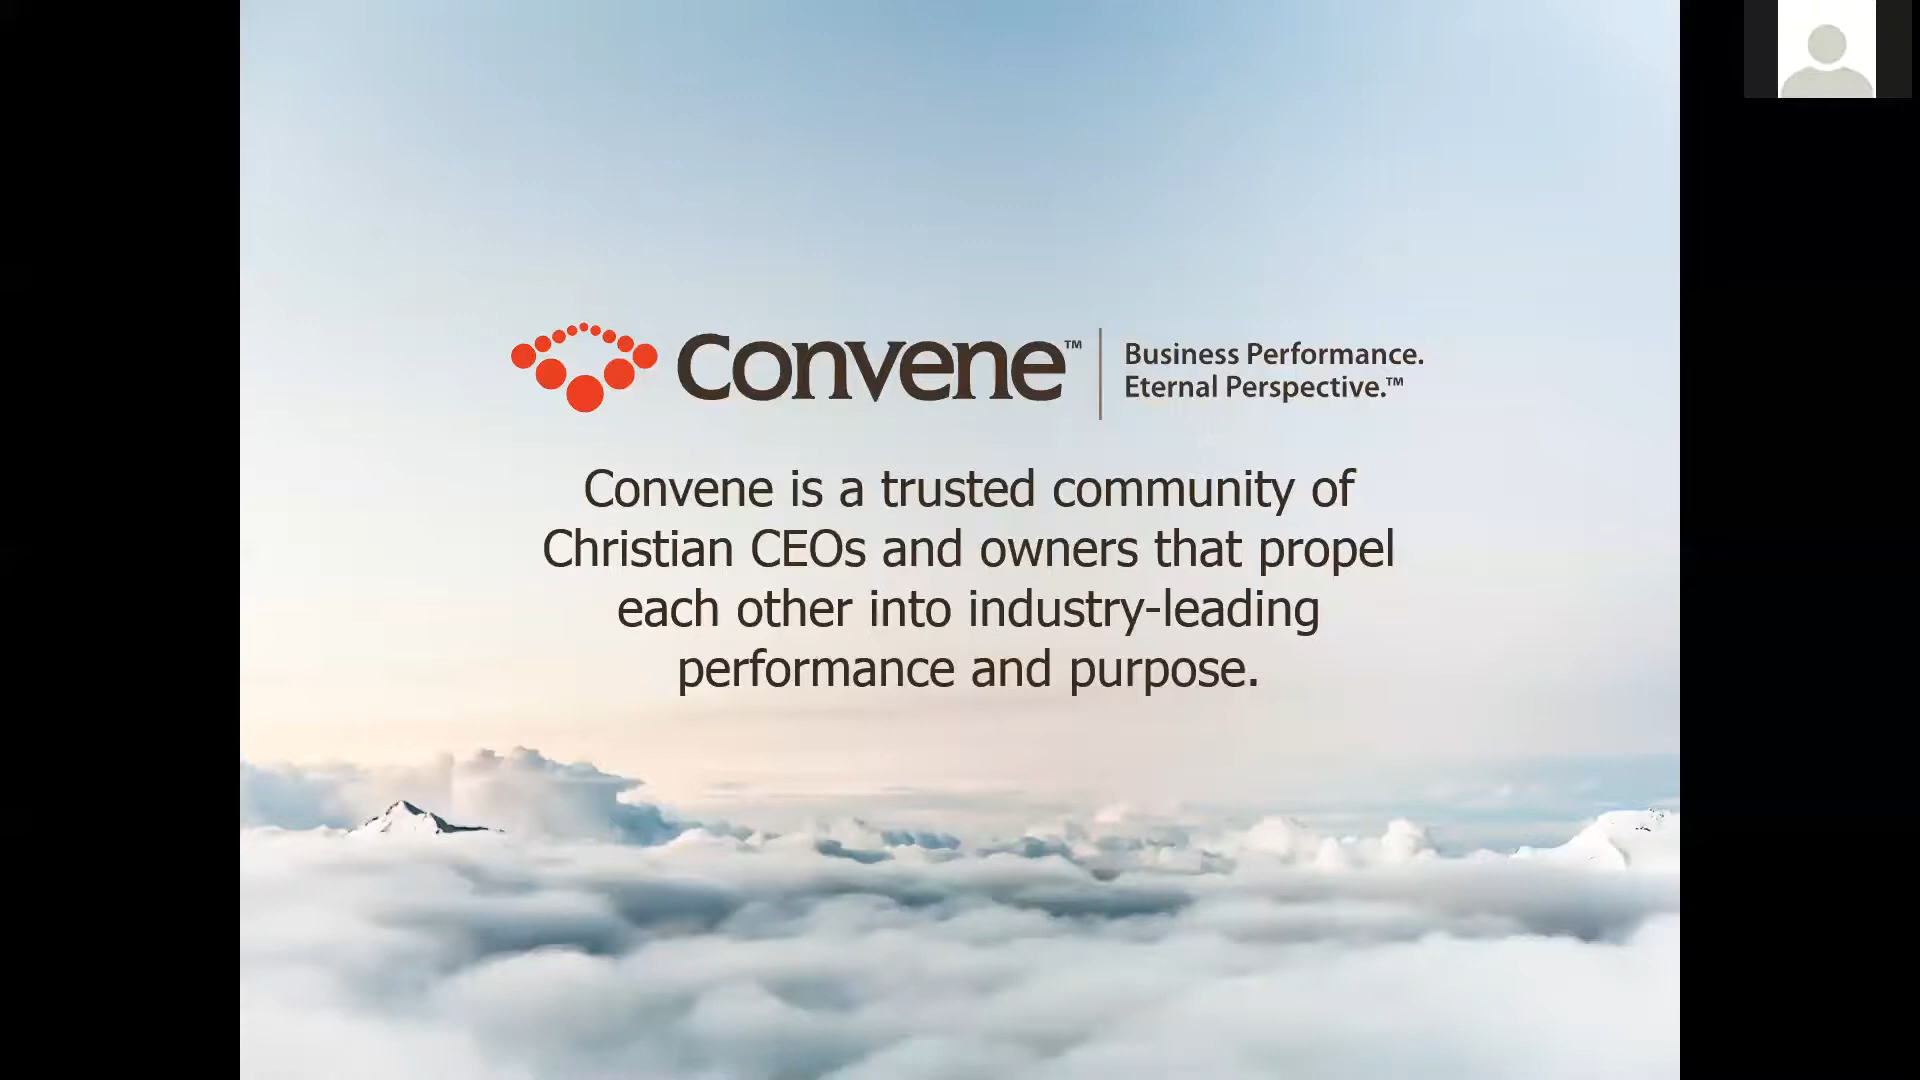 Convene™
Business Performance.
Eternal Perspective.™
Convene is a trusted community of
Christian CEOs and owners that propel
each other into industry-leading
performance and purpose.